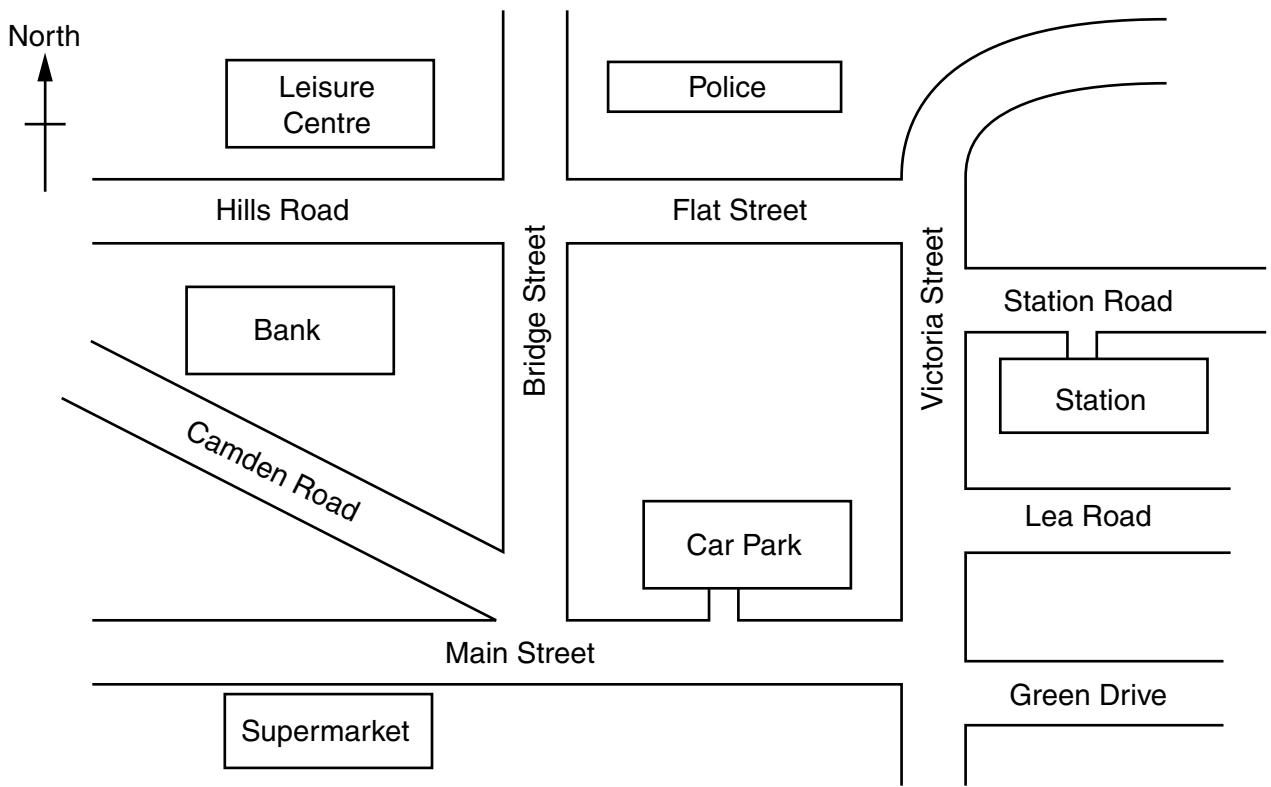 North
Leisure
Centre
Police
Hills Road
Flat Street
Bridge Street
Victoria Street
Station Road
Bank
Station
Camden Road
Car Park
Lea Road
Main Street
Green Drive
Supermarket